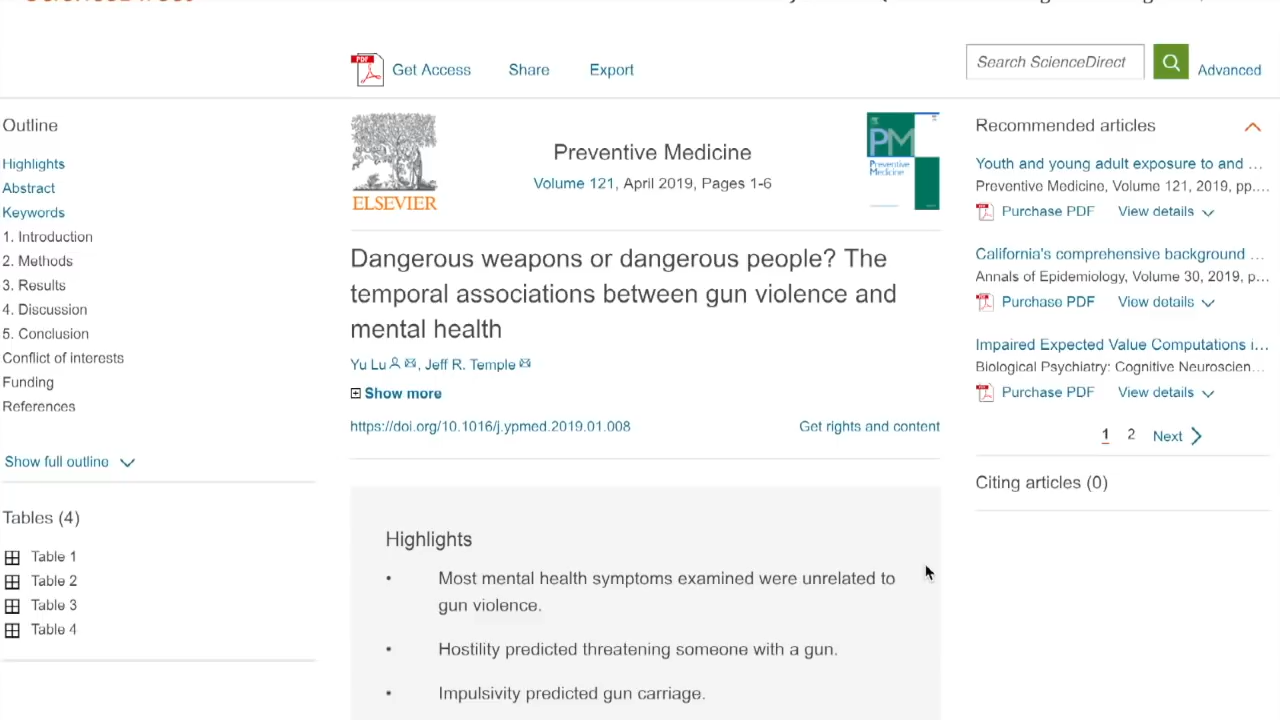 Get Access
Share
Export
Search ScienceDirect
Advanced
Outline
Highlights
Abstract
Keywords
1. Introduction
2. Methods
3. Results
4. Discussion
5. Conclusion
Conflict of interests
Funding
References
Show full outline
Tables (4)
Table 1
Table 2
Table 3
Table 4
ELSEVIER
Preventive Medicine
Volume 121, April 2019, Pages 1-6
PM
Preventive
Medicine
Dangerous weapons or dangerous people? The
temporal associations between gun violence and
mental health
Yu Lu, Jeff R. Temple
Show more
https://doi.org/10.1016/j.ypmed.2019.01.008
Get rights and content
Highlights
• Most mental health symptoms examined were unrelated to
gun violence.
• Hostility predicted threatening someone with a gun.
• Impulsivity predicted gun carriage.
Recommended articles
Youth and young adult exposure to and ...
Preventive Medicine, Volume 121, 2019, pp....
PDF Purchase PDF View details
California's comprehensive background ...
Annals of Epidemiology, Volume 30, 2019, p...
Purchase PDF View details
Impaired Expected Value Computations i...
Biological Psychiatry: Cognitive Neuroscien...
Purchase PDF View details
1 2 Next
Citing articles (0)